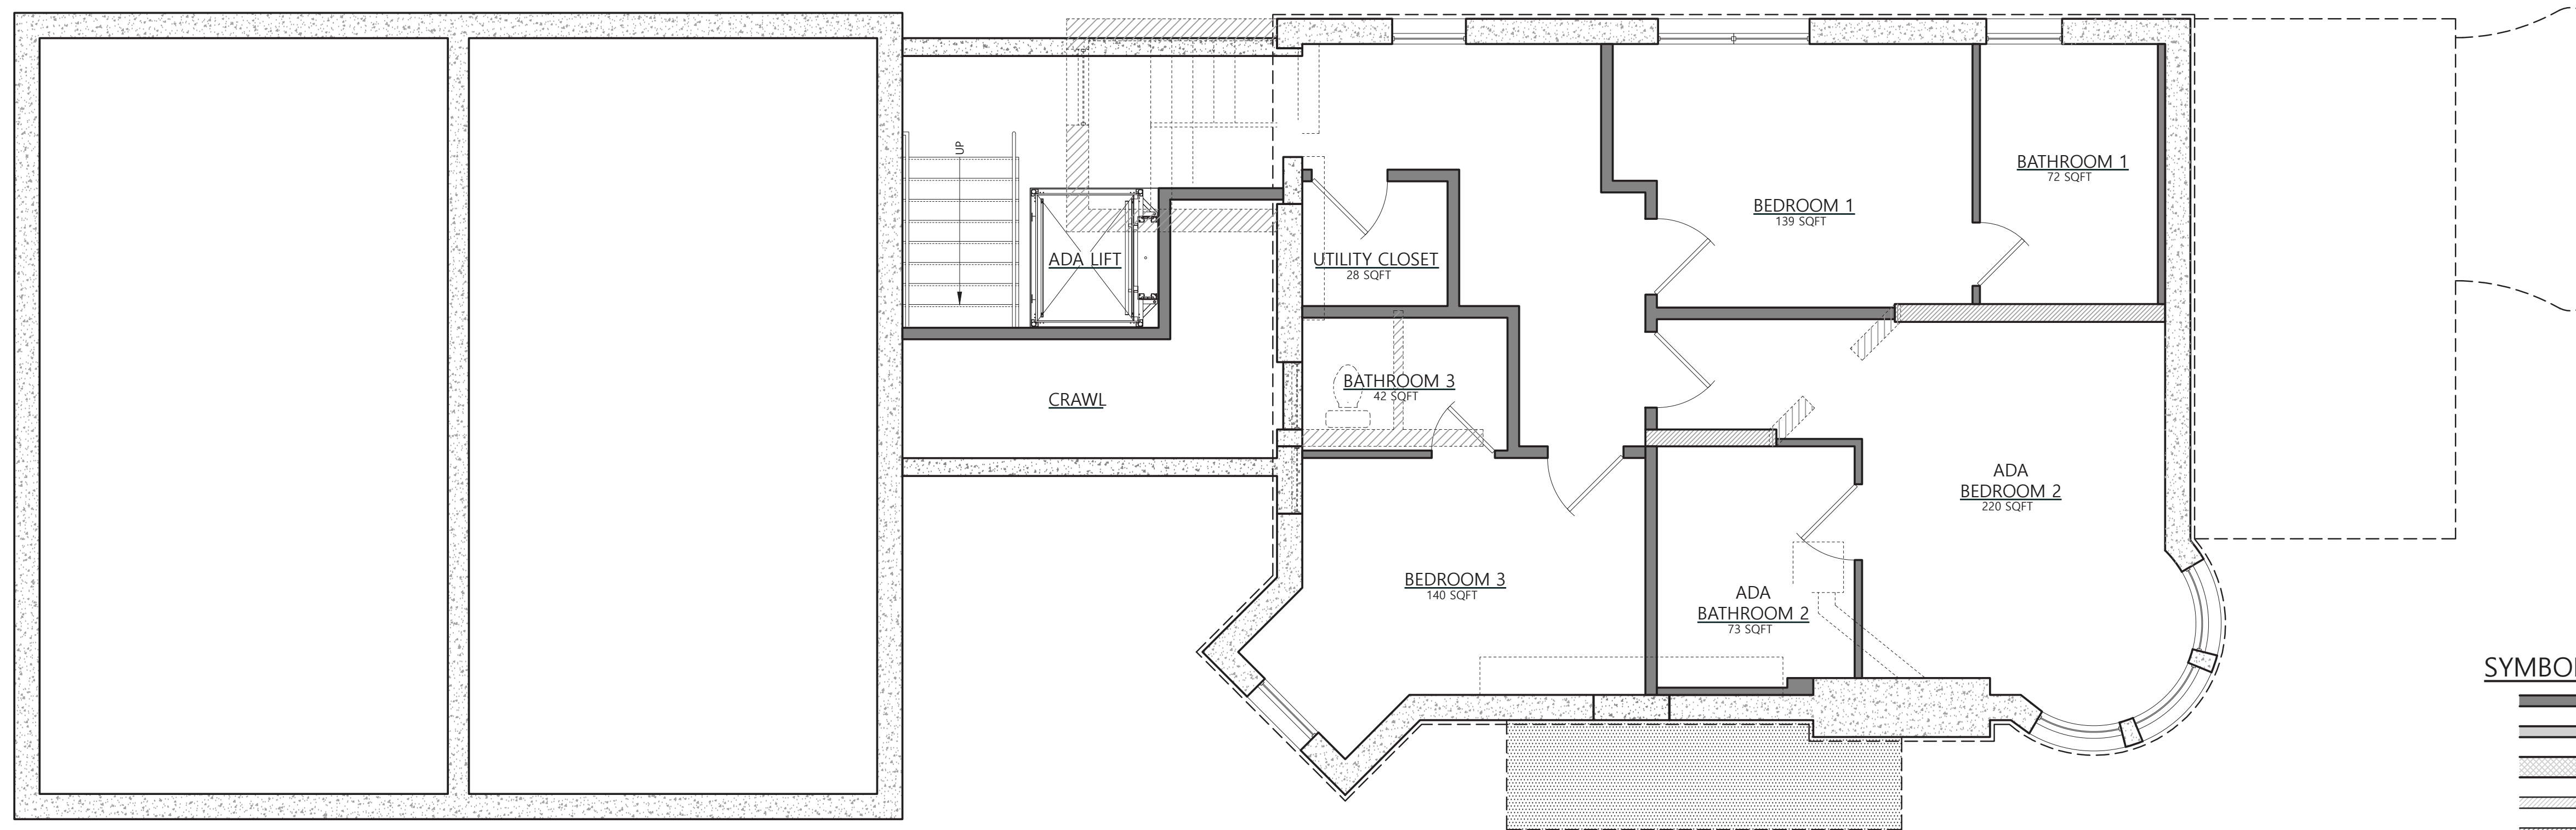 UP
ADA LIFT
CRAWL
UTILITY CLOSET
28 SQFT
BATHROOM 3
42 SQFT
BEDROOM 1
139 SQFT
BATHROOM 1
72 SQFT
ADA
BEDROOM 2
220 SQFT
BEDROOM 3
140 SQFT
ADA
BATHROOM 2
73 SQFT